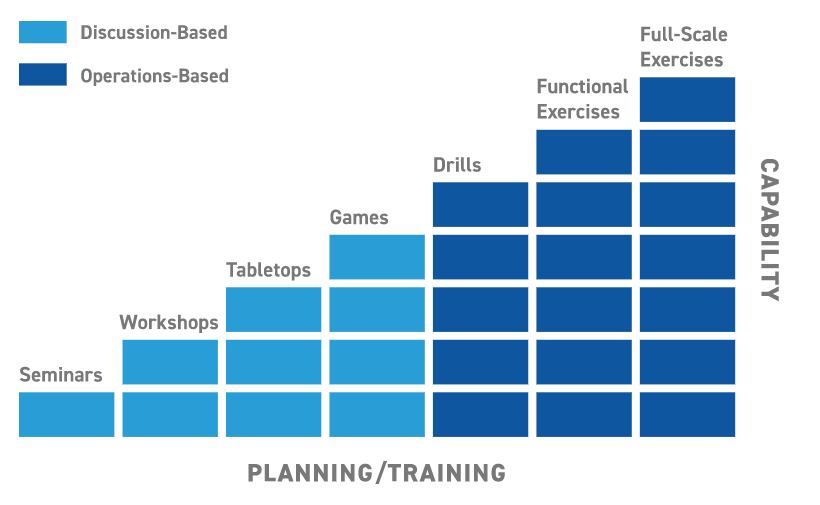 Discussion-Based
Operations-Based
Full-Scale
Exercises
Functional
Exercises
Drills
Games
Tabletops
Workshops
Seminars
CAPABILITY
PLANNING/TRAINING